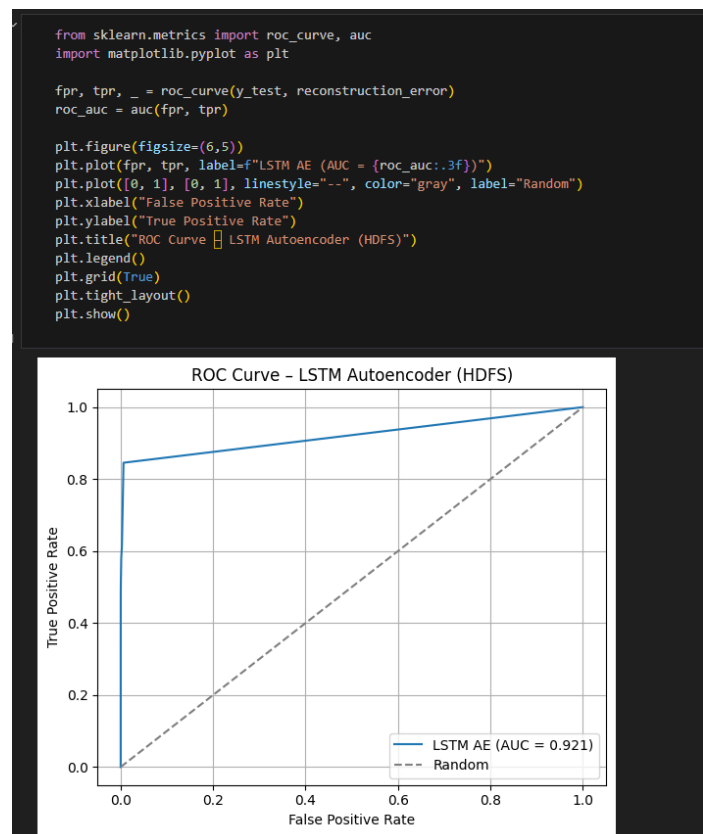 from sklearn.metrics import roc_curve, auc
import matplotlib.pyplot as plt
fpr, tpr, _ = roc_curve(y_test, reconstruction_error)
roc_auc = auc(fpr, tpr)
plt.figure(figsize=(6,5))
plt.plot(fpr, tpr, label=f"LSTM AE (AUC = {roc_auc:.3f})")
plt.plot([0, 1], [0, 1], linestyle="--", color="gray", label="Random")
plt.xlabel("False Positive Rate")
plt.ylabel("True Positive Rate")
plt.title("ROC Curve – LSTM Autoencoder (HDFS)")
plt.legend()
plt.grid(True)
plt.tight_layout()
plt.show()
ROC Curve – LSTM Autoencoder (HDFS)
True Positive Rate
1.0
0.8
0.6
0.4
0.2
0.0
LSTM AE (AUC = 0.921)
Random
0.0 0.2 0.4 0.6 0.8 1.0
False Positive Rate